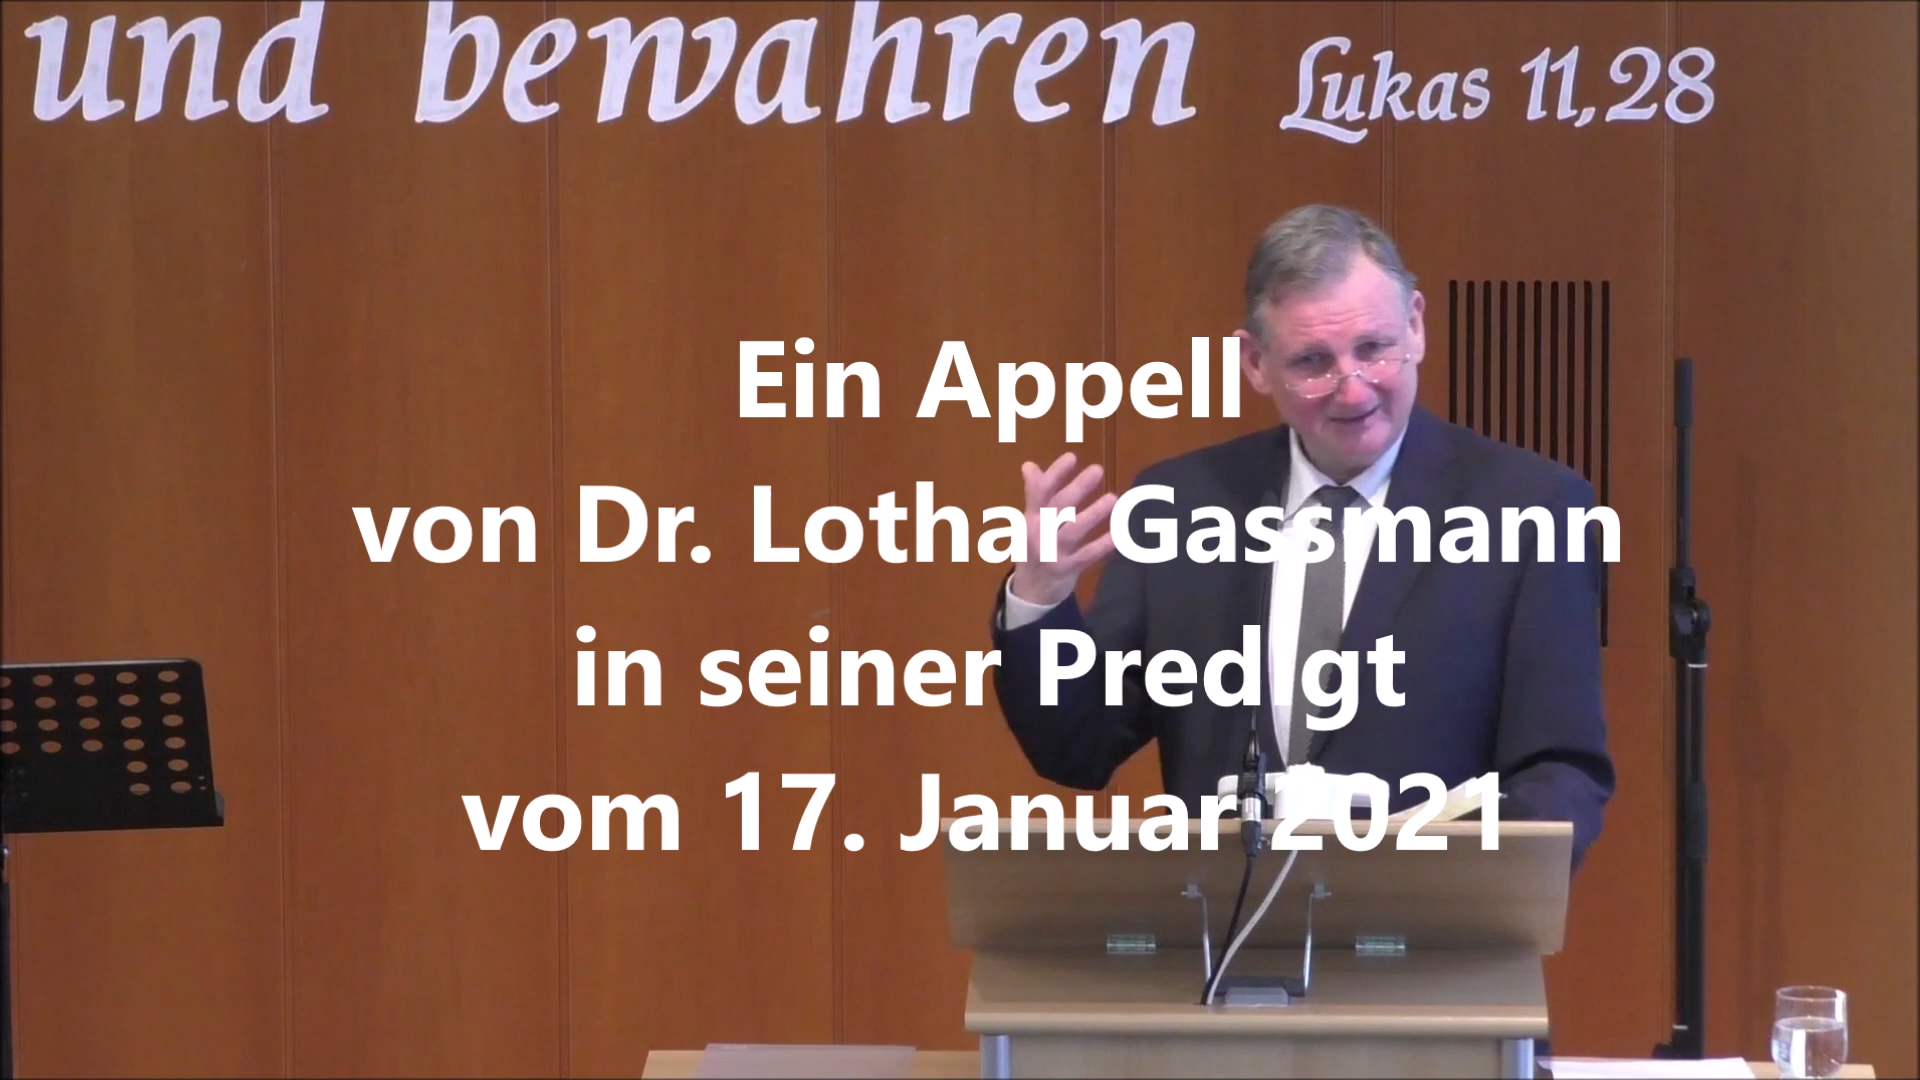 und bewahren Lukas 11,28
Ein Appell
von Dr. Lothar Gassmann
in seiner Predigt
vom 17. Januar 2021